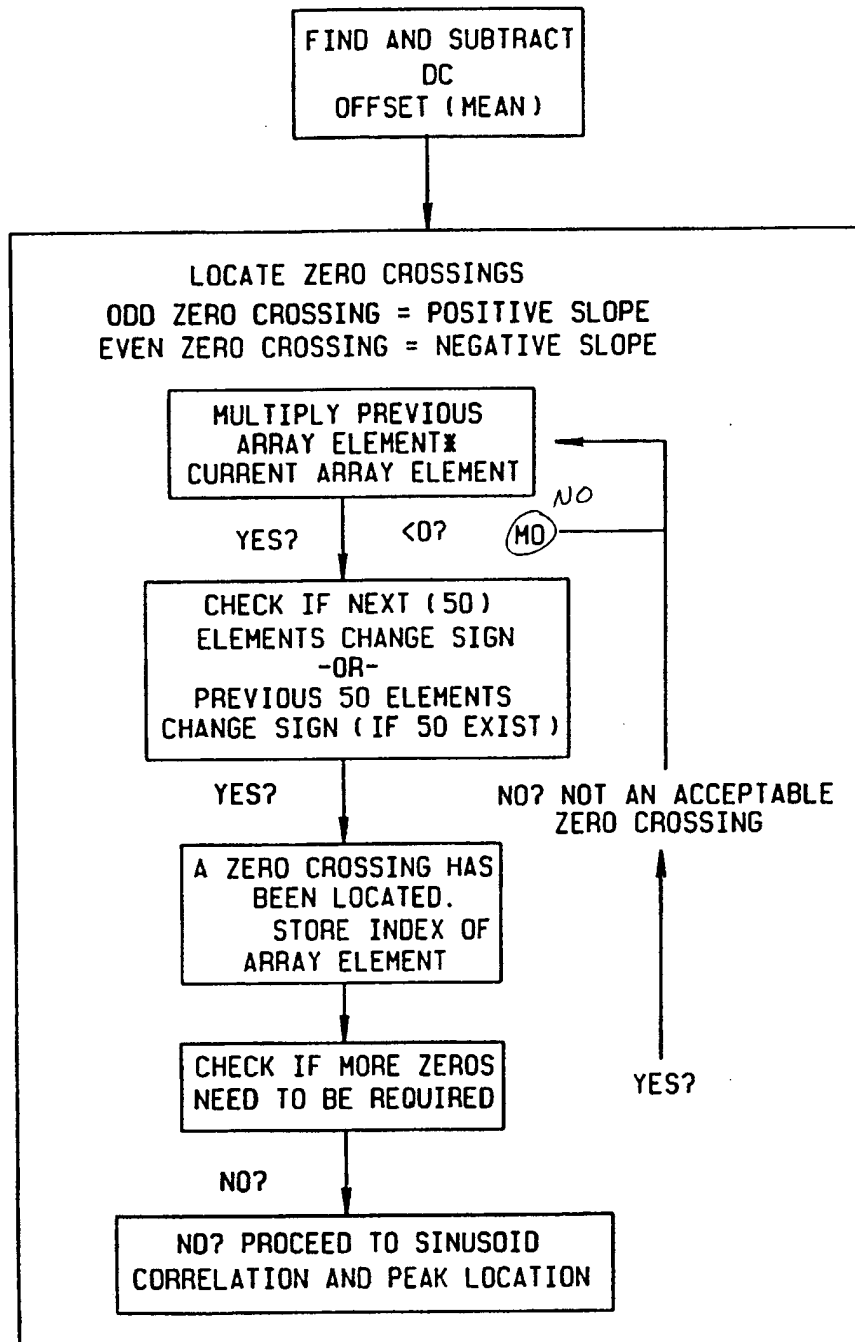 FIND AND SUBTRACT
DC
OFFSET (MEAN)
LOCATE ZERO CROSSINGS
ODD ZERO CROSSING = POSITIVE SLOPE
EVEN ZERO CROSSING = NEGATIVE SLOPE
MULTIPLY PREVIOUS
ARRAY ELEMENT*
CURRENT ARRAY ELEMENT
YES?
<0?
MO
NO
CHECK IF NEXT (50)
ELEMENTS CHANGE SIGN
-OR-
PREVIOUS 50 ELEMENTS
CHANGE SIGN (IF 50 EXIST)
YES?
NO? NOT AN ACCEPTABLE
ZERO CROSSING
A ZERO CROSSING HAS
BEEN LOCATED.
STORE INDEX OF
ARRAY ELEMENT
CHECK IF MORE ZEROS
NEED TO BE REQUIRED
YES?
NO?
NO? PROCEED TO SINUSOID
CORRELATION AND PEAK LOCATION